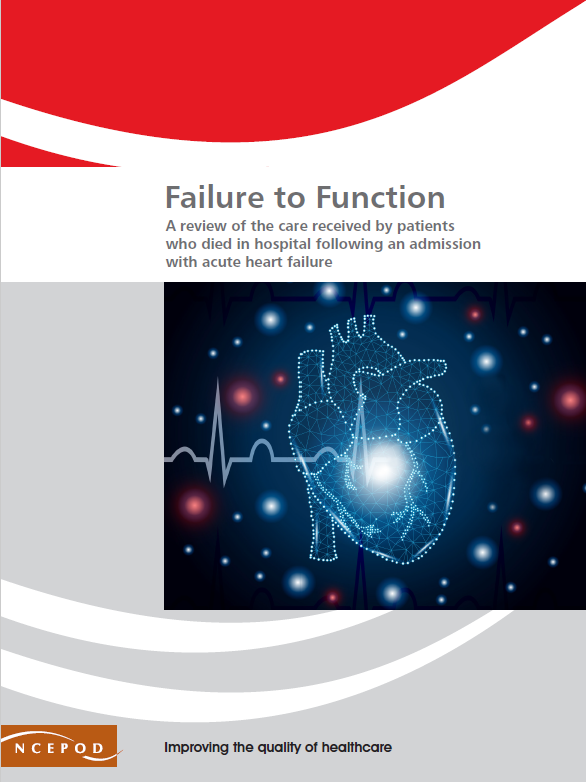 Failure to Function
A review of the care received by patients
who died in hospital following an admission
with acute heart failure
NCEPOD
Improving the quality of healthcare